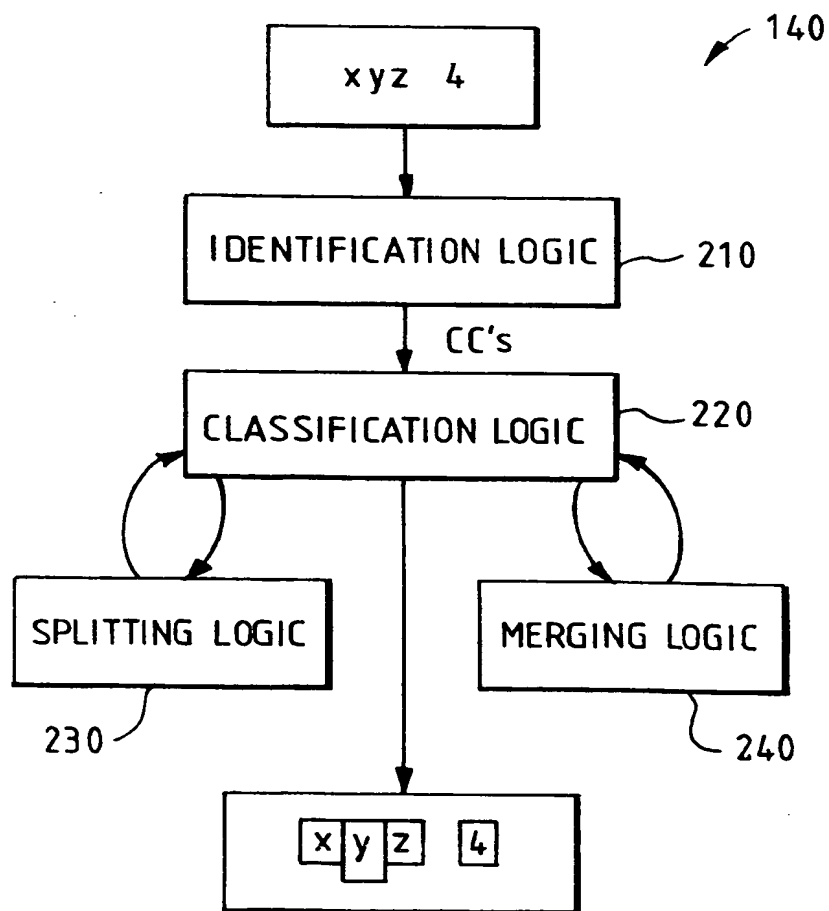 140
xyz 4
IDENTIFICATION LOGIC
210
CC's
CLASSIFICATION LOGIC
220
SPLITTING LOGIC
MERGING LOGIC
230
240
x y z 4